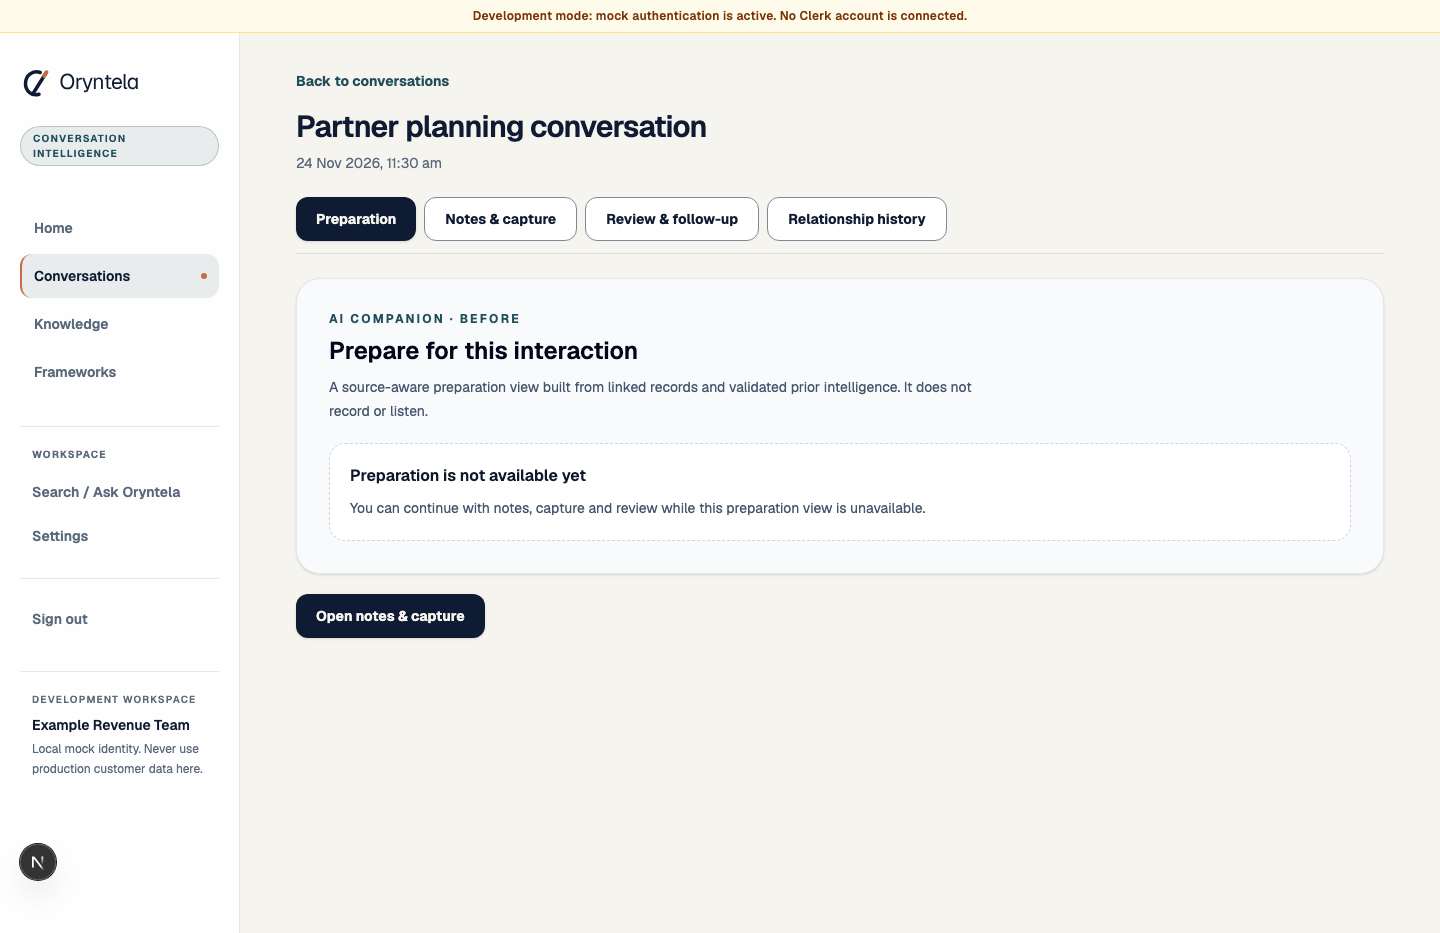 Development mode: mock authentication is active. No Clerk account is connected.
Oryntela
CONVERSATION
INTELLIGENCE
Home
Conversations
Knowledge
Frameworks
WORKSPACE
Search / Ask Oryntela
Settings
Sign out
DEVELOPMENT WORKSPACE
Example Revenue Team
Local mock identity. Never use
production customer data here.
N
Back to conversations
Partner planning conversation
24 Nov 2026, 11:30 am
Preparation
Notes & capture
Review & follow-up
Relationship history
AI COMPANION · BEFORE
Prepare for this interaction
A source-aware preparation view built from linked records and validated prior intelligence. It does not
record or listen.
Preparation is not available yet
You can continue with notes, capture and review while this preparation view is unavailable.
Open notes & capture